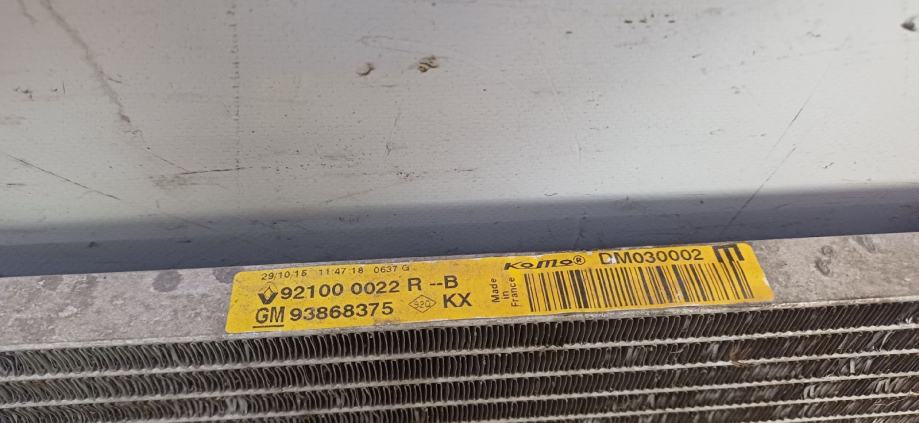 29/10/15 11:47:18 0637 G
92100 0022 R --B
GM 93868375
KX
Made in France
KoMo® DM030002